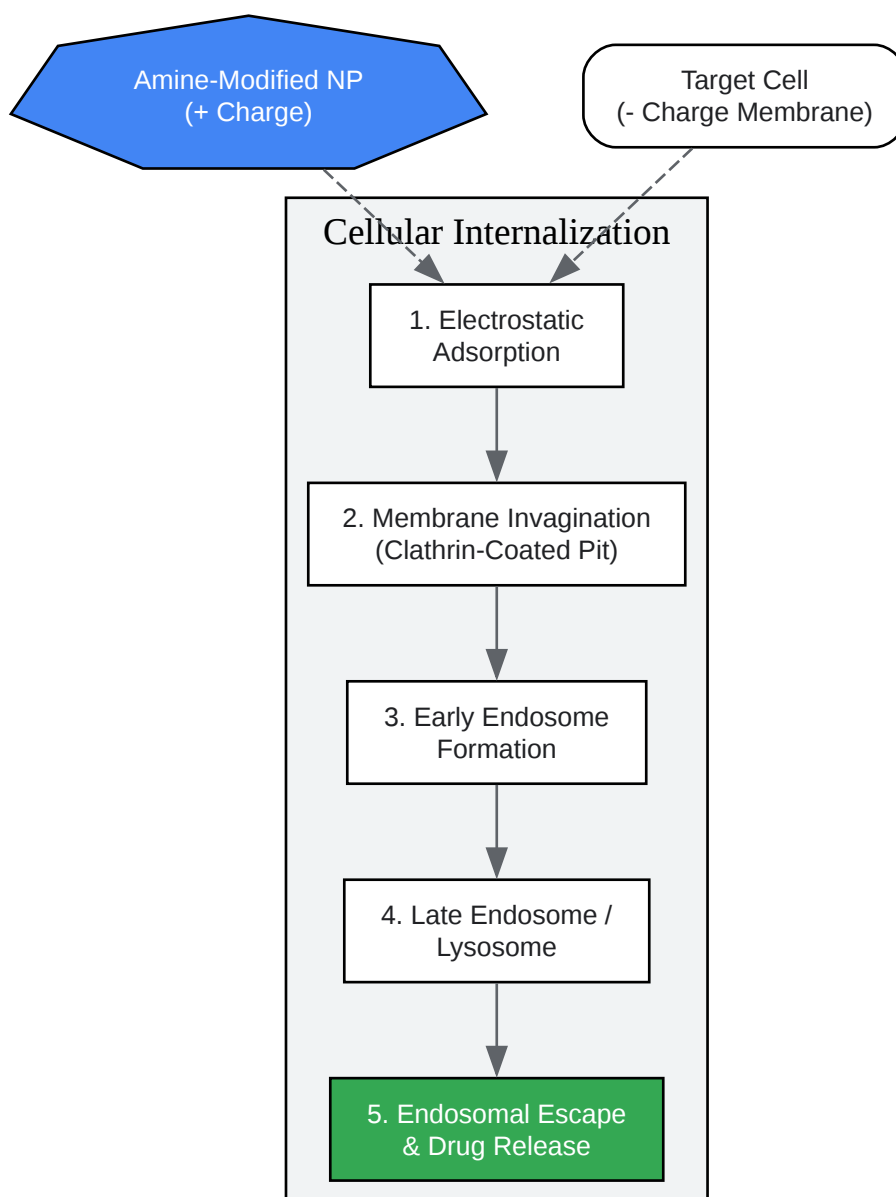 Amine-Modified NP
(+ Charge)
Target Cell
(- Charge Membrane)
Cellular Internalization
1. Electrostatic
Adsorption
2. Membrane Invagination
(Clathrin-Coated Pit)
3. Early Endosome
Formation
4. Late Endosome /
Lysosome
5. Endosomal Escape
& Drug Release